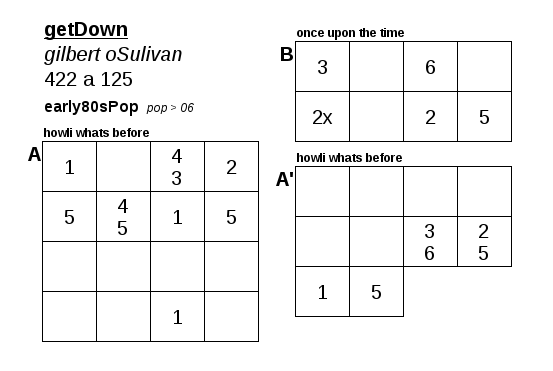 getDown
gilbert oSulivan
422 a 125
early80sPop pop > 06
howli whats before
A
1 4 2
3
5 4 1 5
5
1
once upon the time
B
3 6
2x 2 5
howli whats before
A'
3 2
6 5
1 5